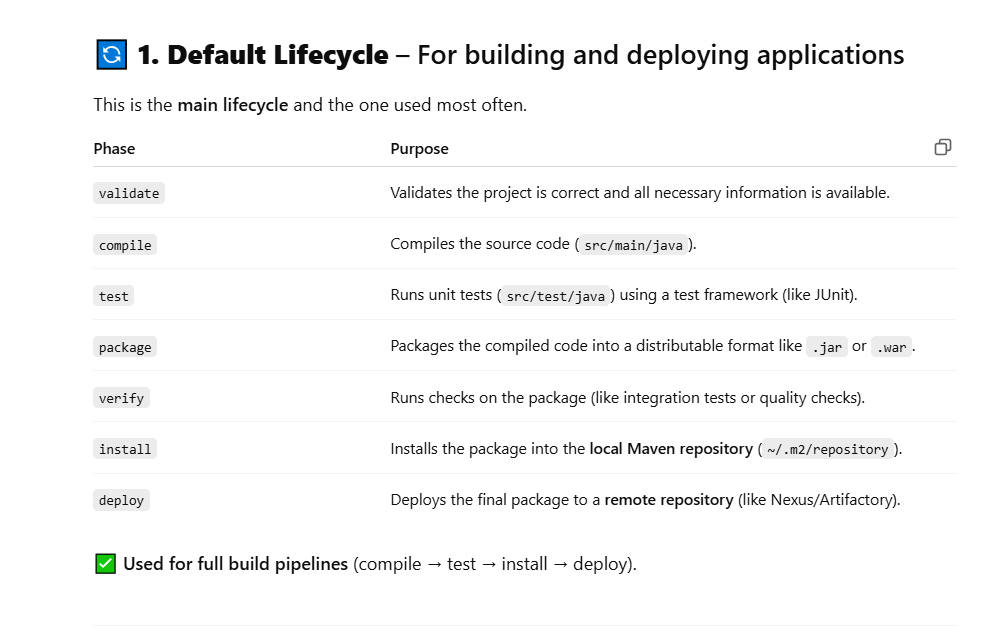 🔄 1. Default Lifecycle – For building and deploying applications
This is the main lifecycle and the one used most often.
Phase Purpose
validate Validates the project is correct and all necessary information is available.
compile Compiles the source code (src/main/java).
test Runs unit tests (src/test/java) using a test framework (like JUnit).
package Packages the compiled code into a distributable format like .jar or .war.
verify Runs checks on the package (like integration tests or quality checks).
install Installs the package into the local Maven repository (~/.m2/repository).
deploy Deploys the final package to a remote repository (like Nexus/Artifactory).
✅ Used for full build pipelines (compile → test → install → deploy).